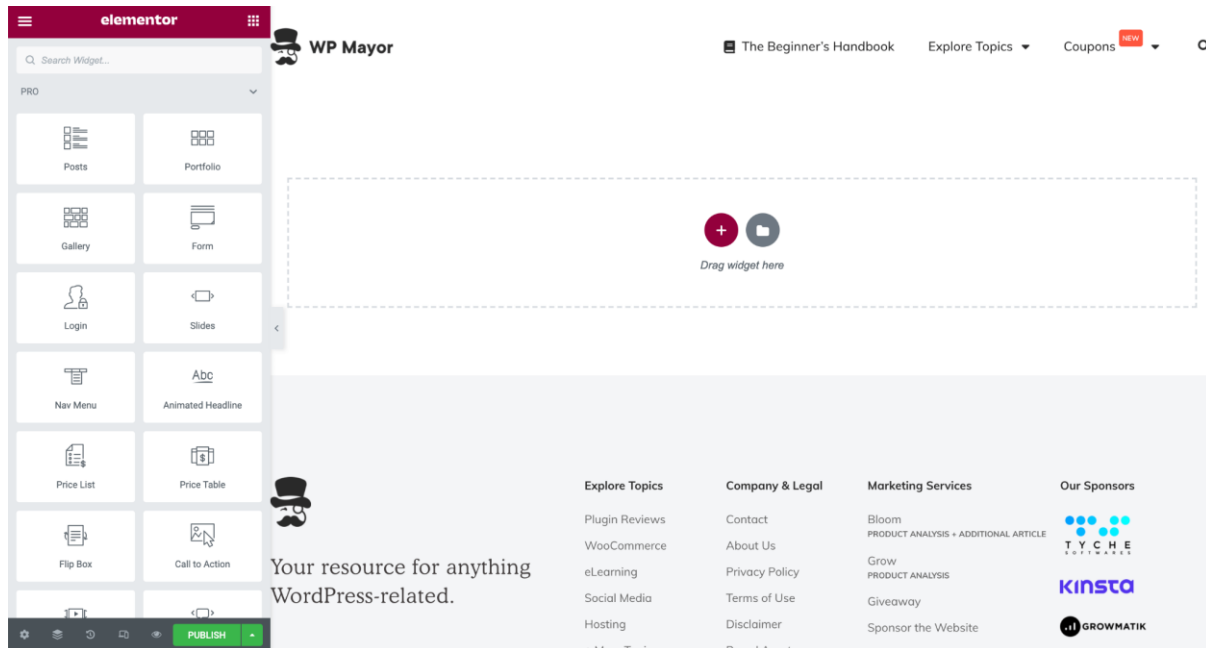 elementor
Search Widget...
PRO
Posts
Portfolio
Gallery
Form
Login
Slides
Nav Menu
Abc
Animated Headline
Price List
Price Table
Flip Box
Call to Action
PUBLISH
WP Mayor
The Beginner's Handbook
Explore Topics
Coupons
NEW
Drag widget here
Your resource for anything
WordPress-related.
Explore Topics
Plugin Reviews
WooCommerce
eLearning
Social Media
Hosting
Company & Legal
Contact
About Us
Privacy Policy
Terms of Use
Disclaimer
Marketing Services
Bloom
PRODUCT ANALYSIS + ADDITIONAL ARTICLE
Grow
PRODUCT ANALYSIS
Giveaway
Sponsor the Website
Our Sponsors
TYCHE
SOFTWARES
KINSTA
GROWMATIK